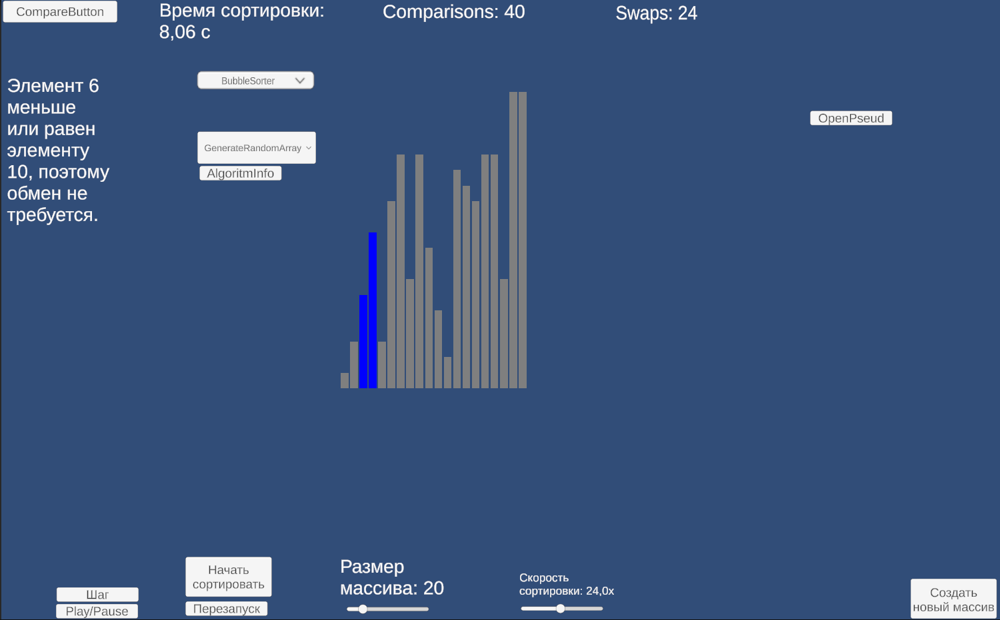 CompareButton
Время сортировки:
8,06 с
Comparisons: 40
Swaps: 24
Элемент 6
меньше
или равен
элементу
10, поэтому
обмен не
требуется.
BubbleSorter
GenerateRandomArray
AlgoritmInfo
OpenPseud
Начать
сортировать
Перезапуск
Шаг
Play/Pause
Размер
массива: 20
Скорость
сортировки: 24,0x
Создать
новый массив